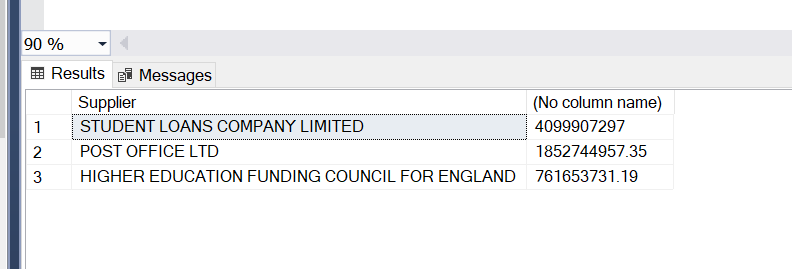 90 %
Results Messages
Supplier (No column name)
1 STUDENT LOANS COMPANY LIMITED 4099907297
2 POST OFFICE LTD 1852744957.35
3 HIGHER EDUCATION FUNDING COUNCIL FOR ENGLAND 761653731.19